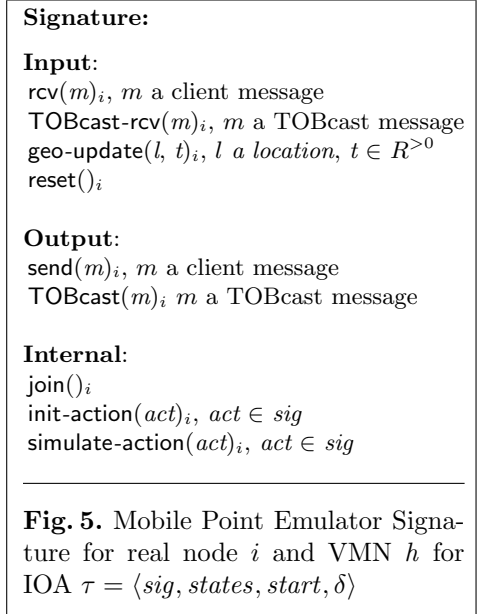 Signature:
Input:
rcv(m)i, m a client message
TOBcast-rcv(m)i, m a TOBcast message
geo-update(l, t)i, l a location, t ∈ R>0
reset()i
Output:
send(m)i, m a client message
TOBcast(m)i m a TOBcast message
Internal:
join()i
init-action(act)i, act ∈ sig
simulate-action(act)i, act ∈ sig
Fig. 5. Mobile Point Emulator Signa-
ture for real node i and VMN h for
IOA τ = ⟨sig, states, start, δ⟩